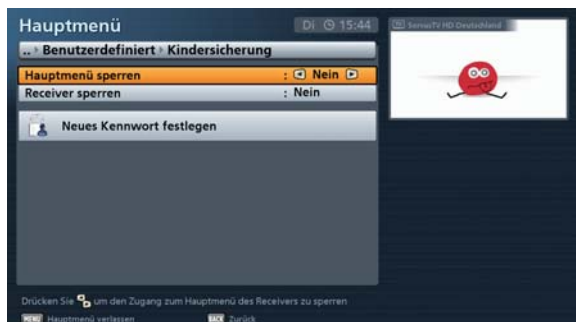 Hauptmenü
Di 15:44
.. Benutzerdefiniert Kindersicherung
Hauptmenü sperren : Nein
Receiver sperren : Nein
Neues Kennwort festlegen
Drücken Sie um den Zugang zum Hauptmenü des Receivers zu sperren
MENU Hauptmenü verlassen BACK Zurück
ServusTV HD Deutschland